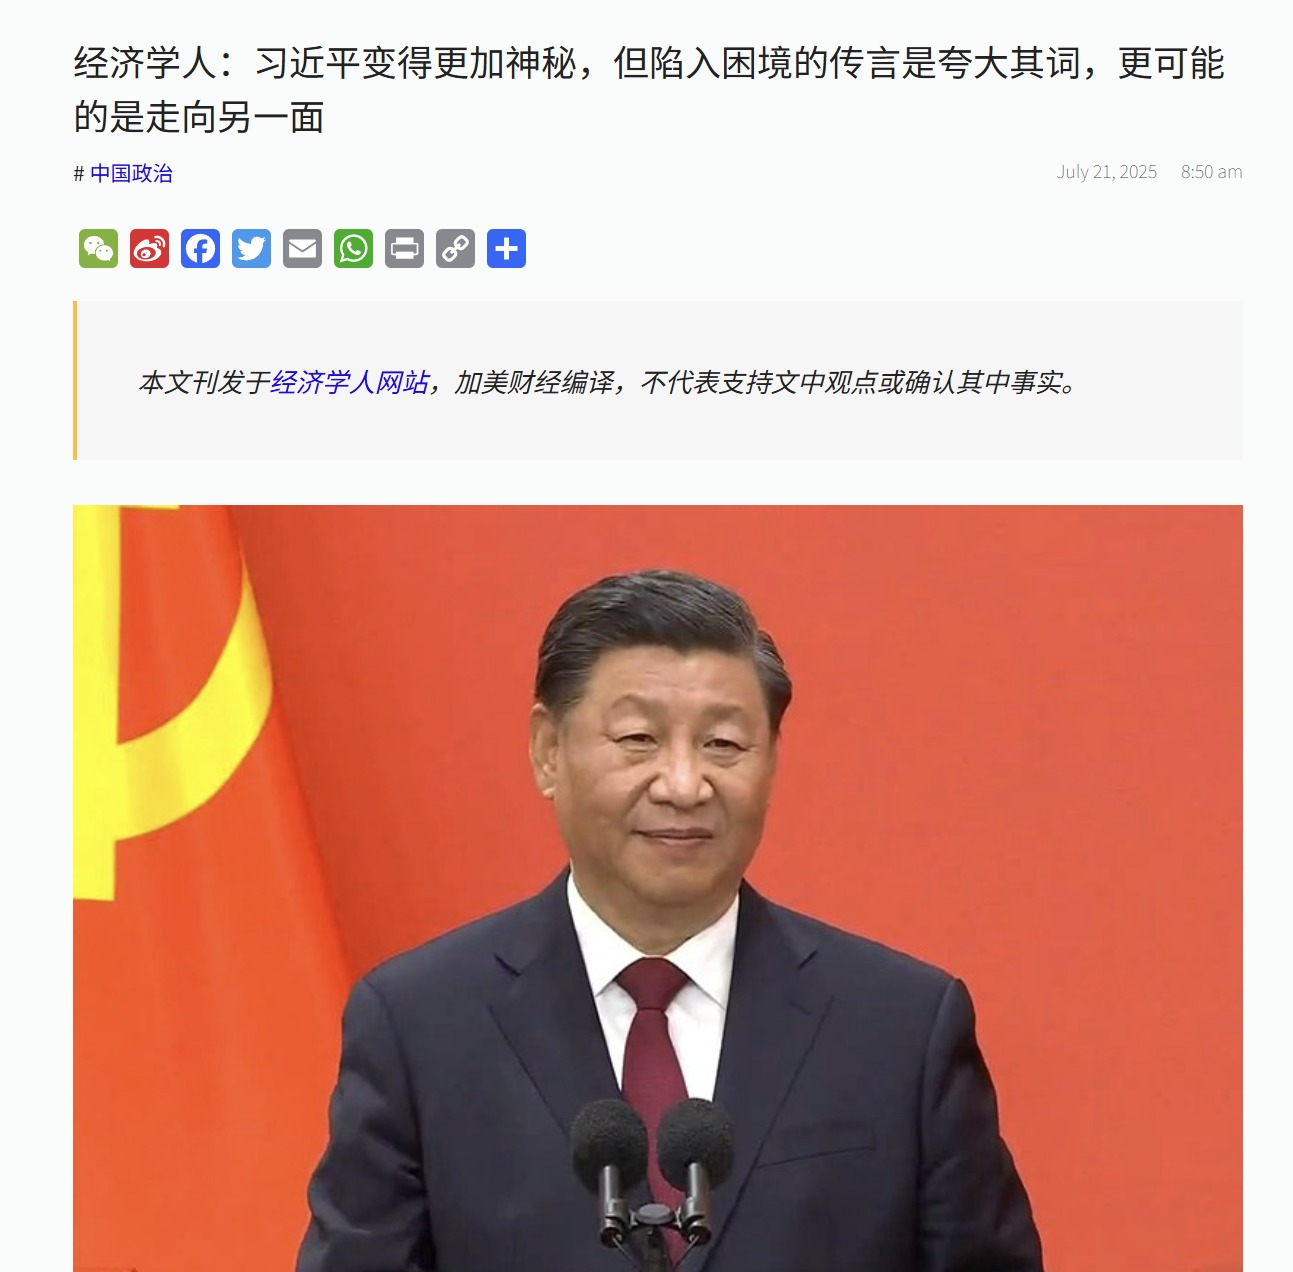 经济学人：习近平变得更加神秘，但陷入困境的传言是夸大其词，更可能
的是走向另一面
# 中国政治
July 21, 2025 8:50 am
本文刊发于经济学人网站，加美财经编译，不代表支持文中观点或确认其中事实。